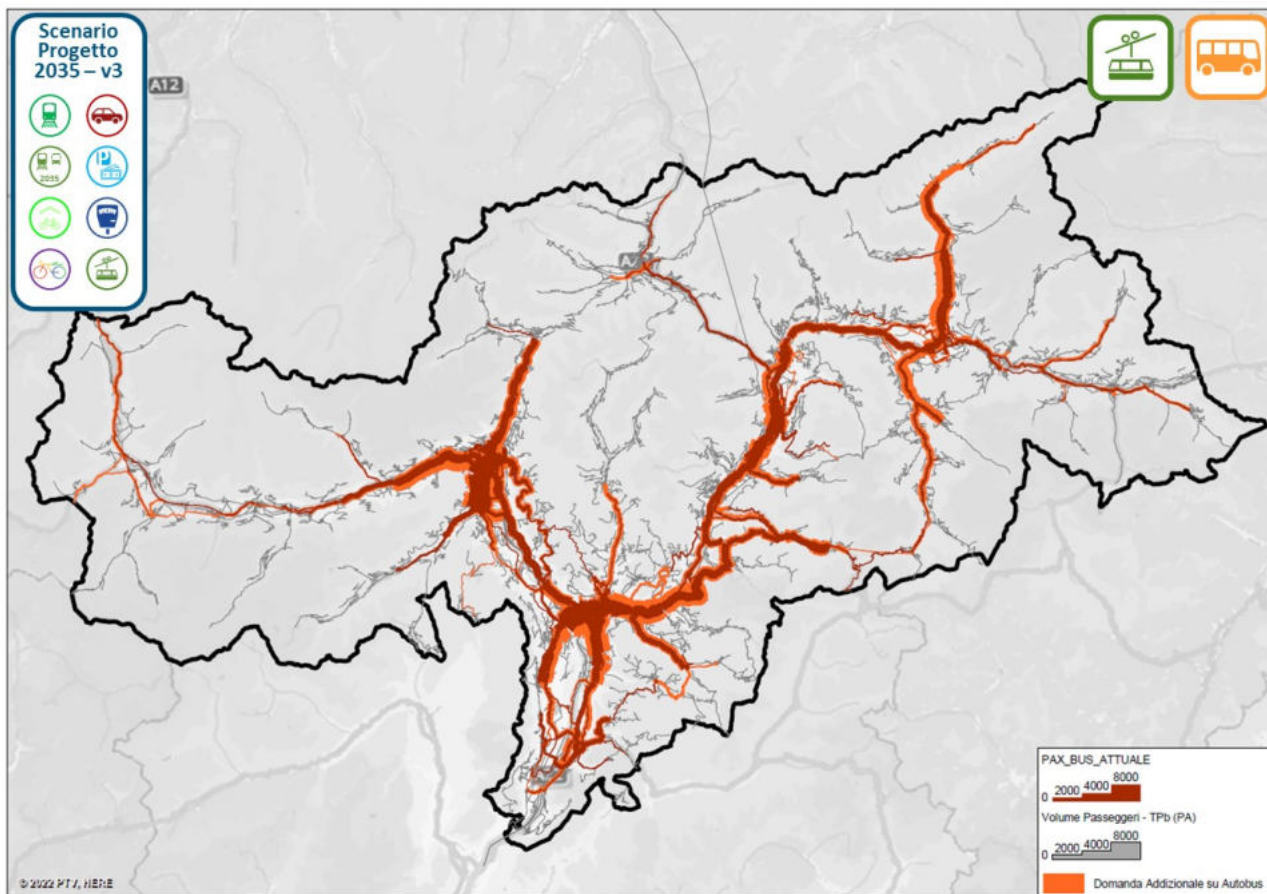 Scenario
Progetto
2035 – v3
2035
A12
PAX_BUS_ATTUALE
0 2000 4000 8000
Volume Passeggeri - TPb (PA)
0 2000 4000 8000
Domanda Addizionale su Autobus
© 2022 PTV, HERE